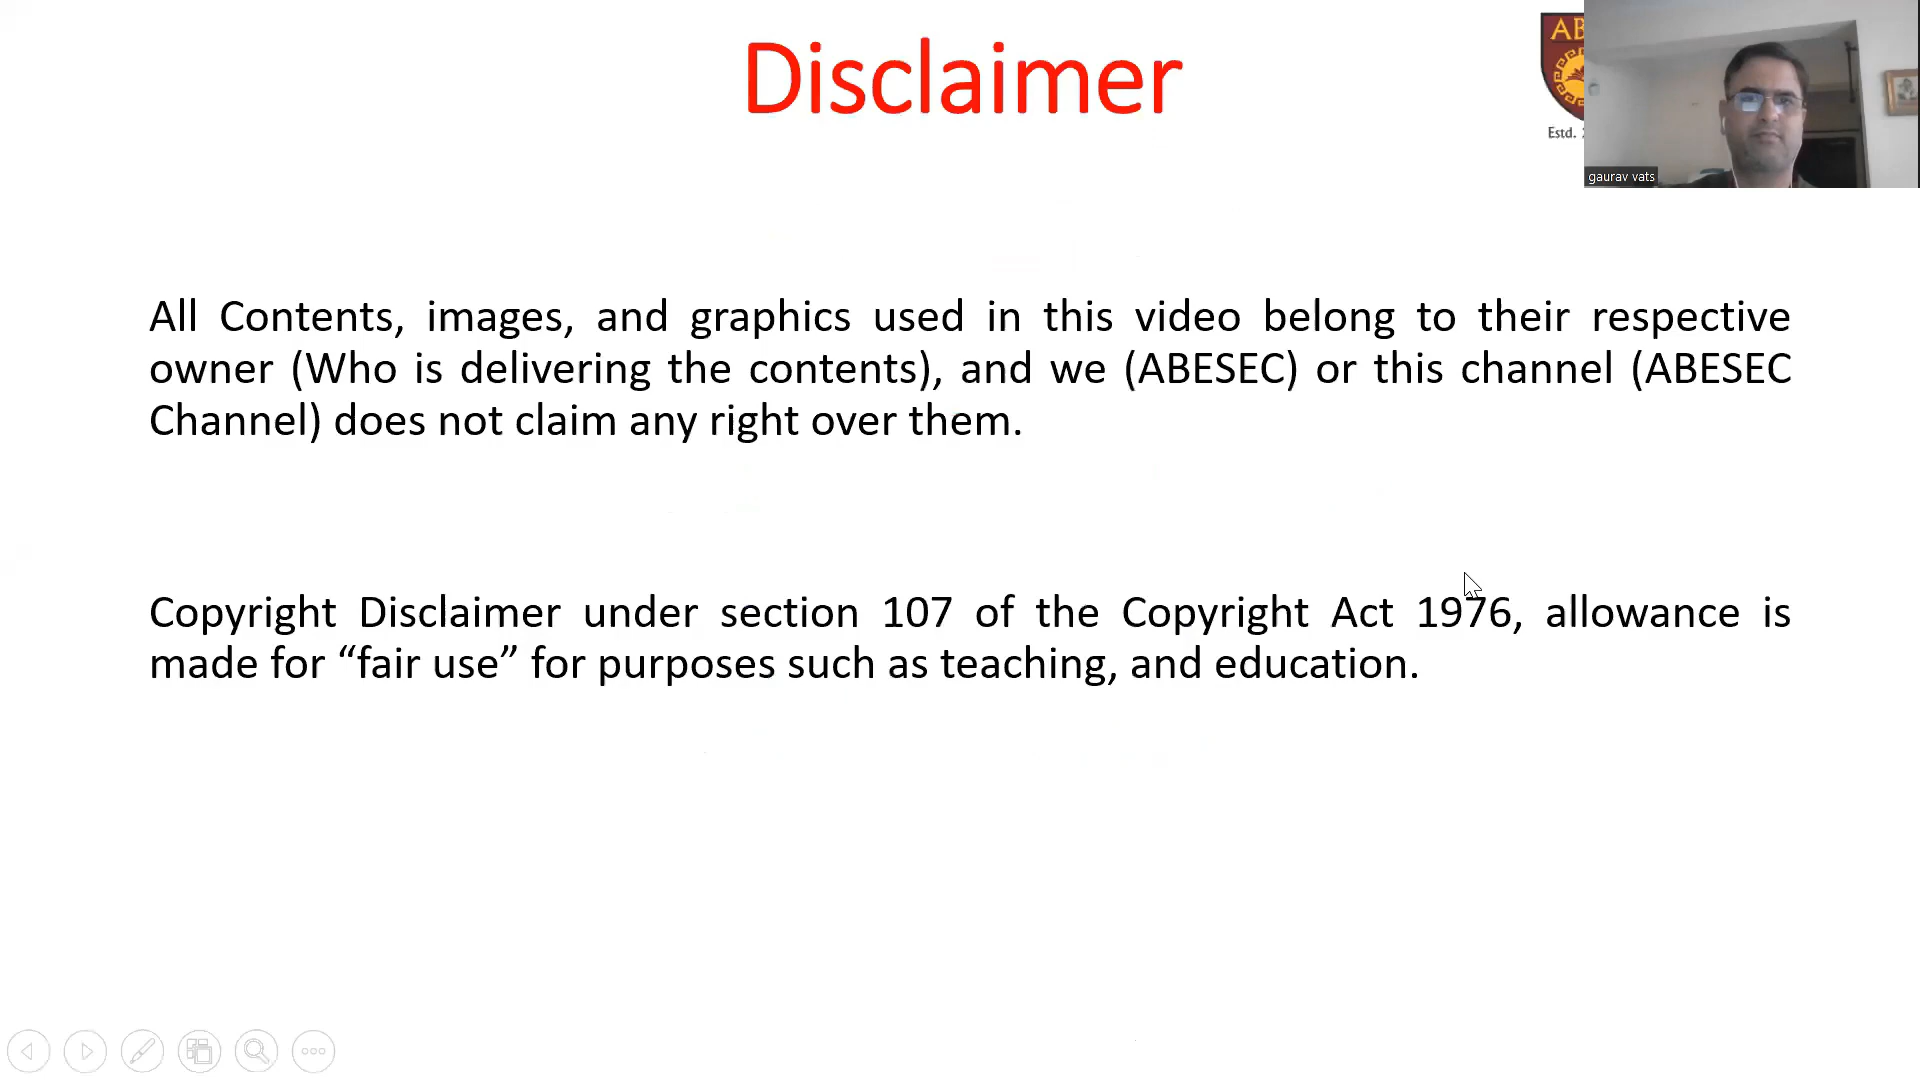 Disclaimer
AB
Estd.
gaurav vats
All Contents, images, and graphics used in this video belong to their respective
owner (Who is delivering the contents), and we (ABESEC) or this channel (ABESEC
Channel) does not claim any right over them.
Copyright Disclaimer under section 107 of the Copyright Act 1976, allowance is
made for “fair use” for purposes such as teaching, and education.